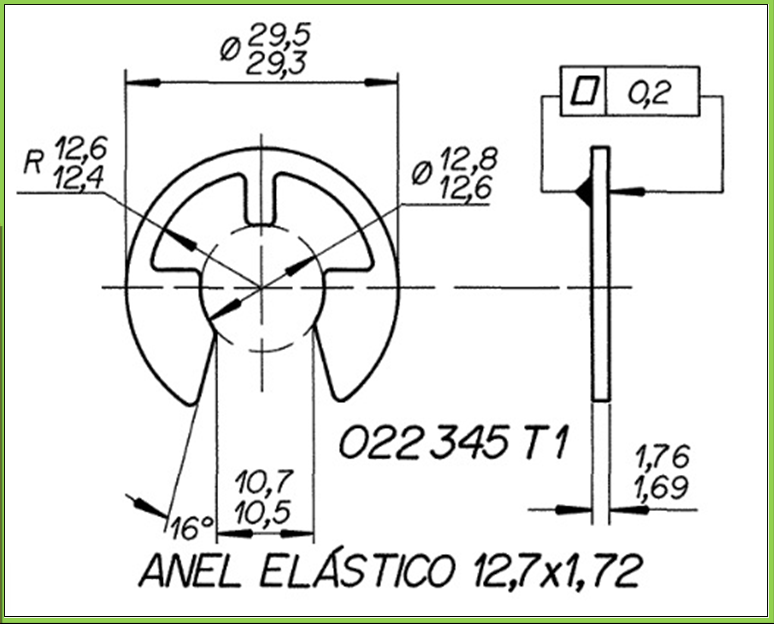 Ø 29,5
29,3
0,2
R 12,6
12,4
Ø 12,8
12,6
022 345 T1
1,76
1,69
10,7
10,5
16°
ANEL ELÁSTICO 12,7x1,72